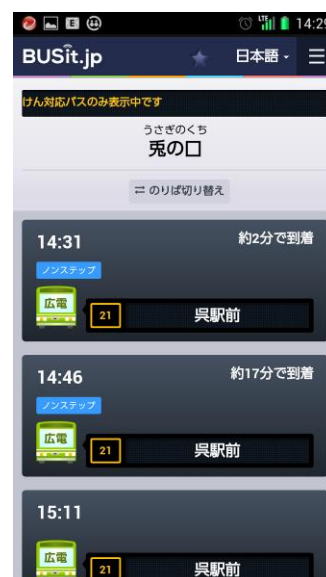 14:29
BUSit.jp
日本語
けん対応バスのみ表示中です
うさぎのくち
兎の口
のりば切り替え
14:31
約2分で到着
ノンステップ
広電
21
呉駅前
14:46
約17分で到着
ノンステップ
広電
21
呉駅前
15:11
広電
21
呉駅前